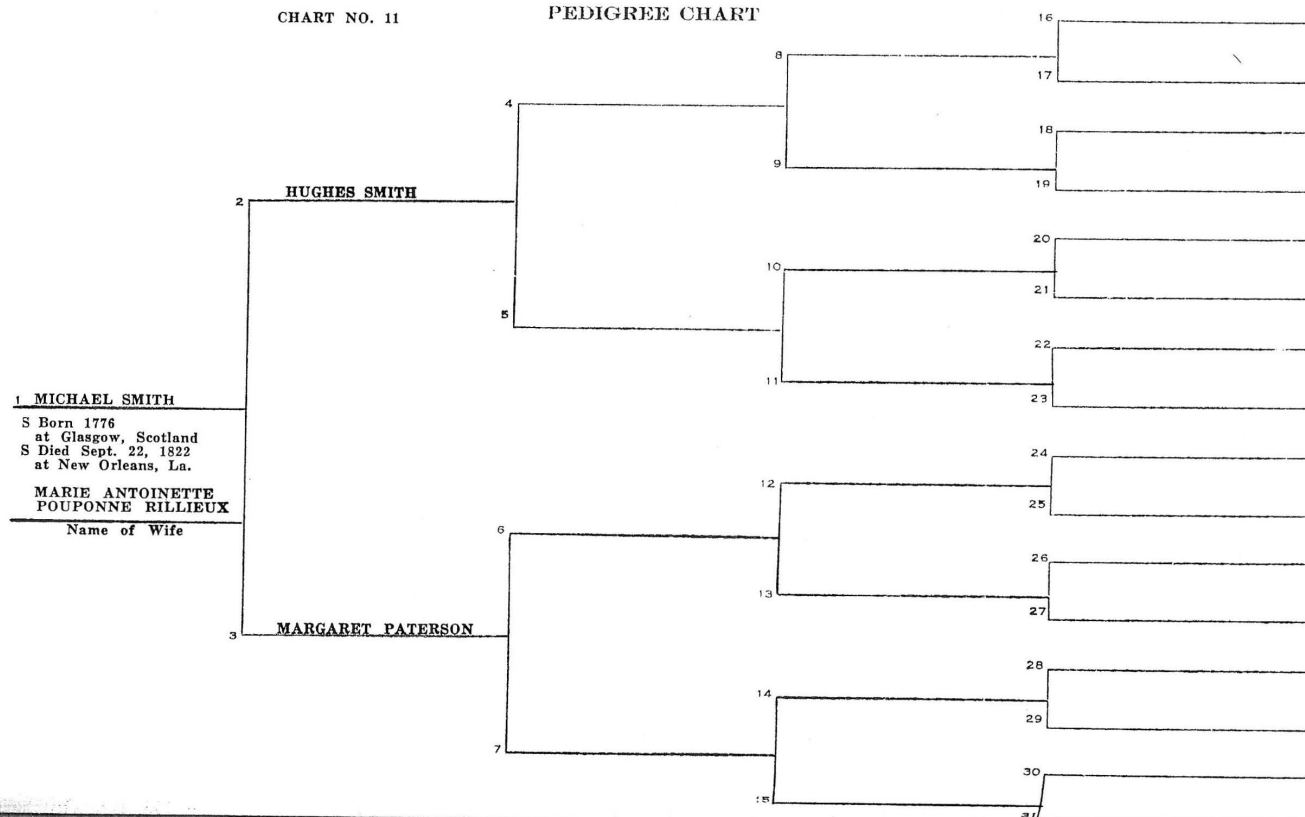 CHART NO. 11
PEDIGREE CHART
16
8
17
4
18
9
19
2 HUGHES SMITH
20
10
21
5
22
11
23
1 MICHAEL SMITH
S Born 1776
at Glasgow, Scotland
S Died Sept. 22, 1822
at New Orleans, La.
MARIE ANTOINETTE
POUPONNE RILLIEUX
Name of Wife
24
12
25
6
26
13
27
3 MARGARET PATERSON
28
14
29
7
30
15
31